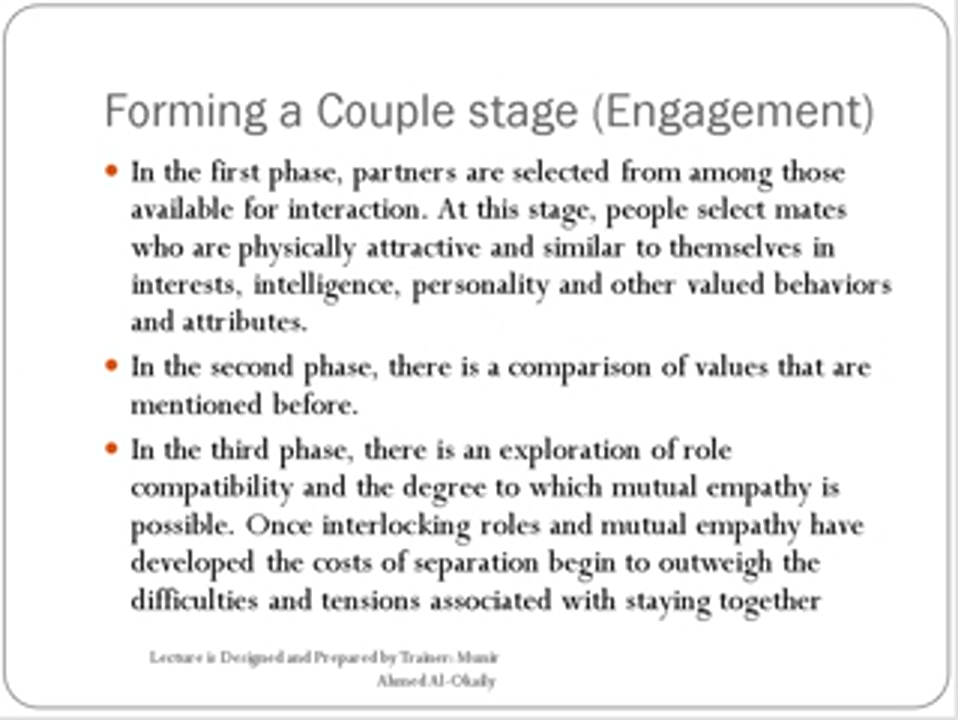 Forming a Couple stage (Engagement)
• In the first phase, partners are selected from among those
available for interaction. At this stage, people select mates
who are physically attractive and similar to themselves in
interests, intelligence, personality and other valued behaviors
and attributes.
• In the second phase, there is a comparison of values that are
mentioned before.
• In the third phase, there is an exploration of role
compatibility and the degree to which mutual empathy is
possible. Once interlocking roles and mutual empathy have
developed the costs of separation begin to outweigh the
difficulties and tensions associated with staying together
Lecture is Designed and Prepared by Trainer: Munir
Ahmed Al-Okaily